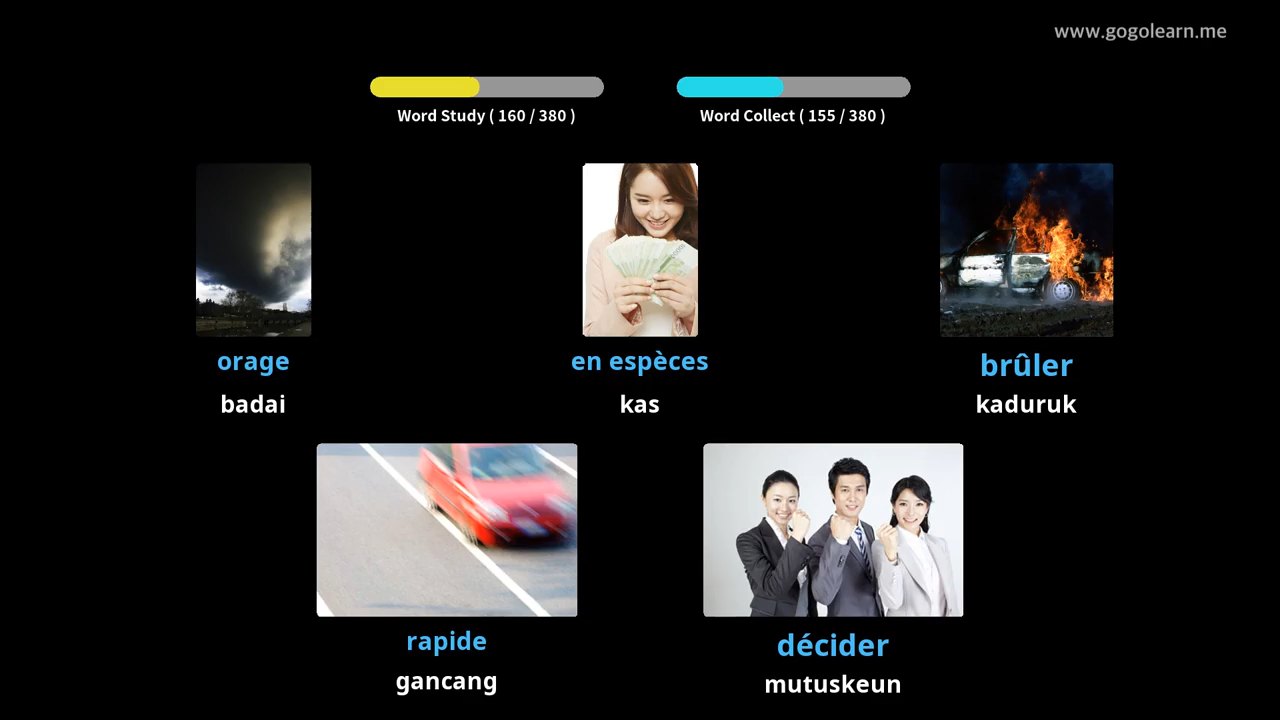 www.gogolearn.me
Word Study ( 160 / 380 )
Word Collect ( 155 / 380 )
orage
badai
en espèces
kas
brûler
kaduruk
rapide
gancang
décider
mutuskeun